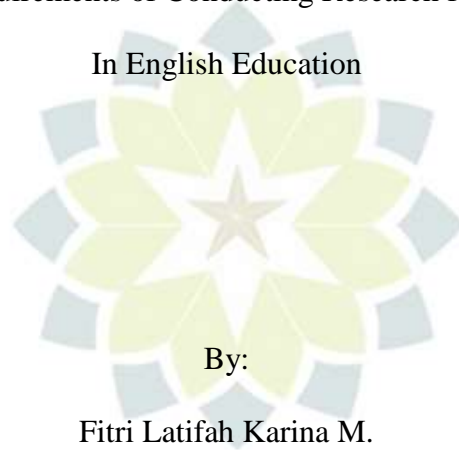 of Conducting Research
In English Education
By:
Fitri Latifah Karina M.